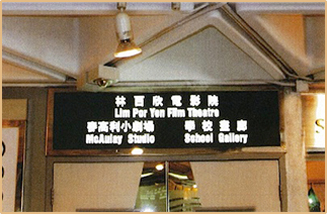 林百欣電影院
Lim Por Yen Film Theatre
麥高利小劇場 學校畫廊
McAulay Studio School Gallery